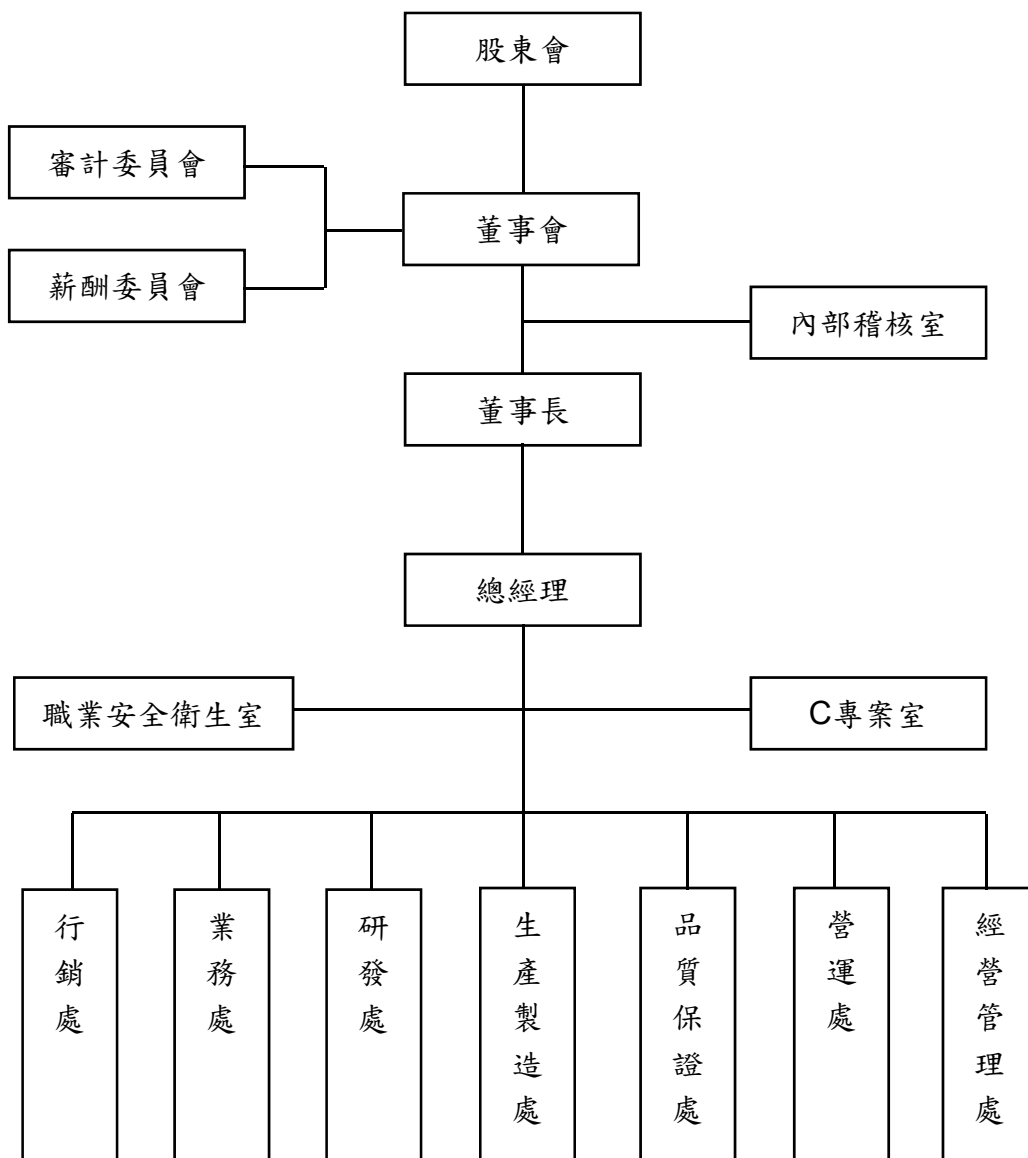 股東會
審計委員會
董事會
薪酬委員會
內部稽核室
董事長
總經理
職業安全衛生室
C專案室
行銷處
業務處
研發處
生產製造處
品質保證處
營運處
經營管理處